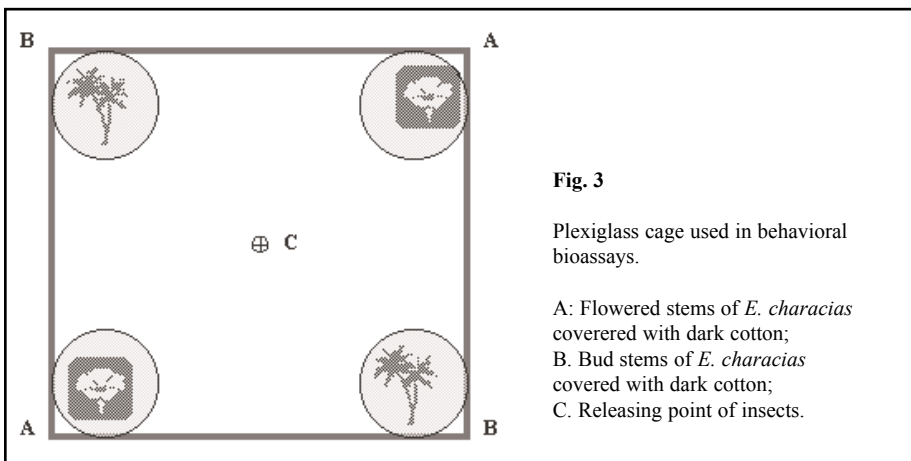 B
A
C
A
B
Fig. 3
Plexiglass cage used in behavioral
bioassays.
A: Flowered stems of E. characias
coverered with dark cotton;
B. Bud stems of E. characias
covered with dark cotton;
C. Releasing point of insects.